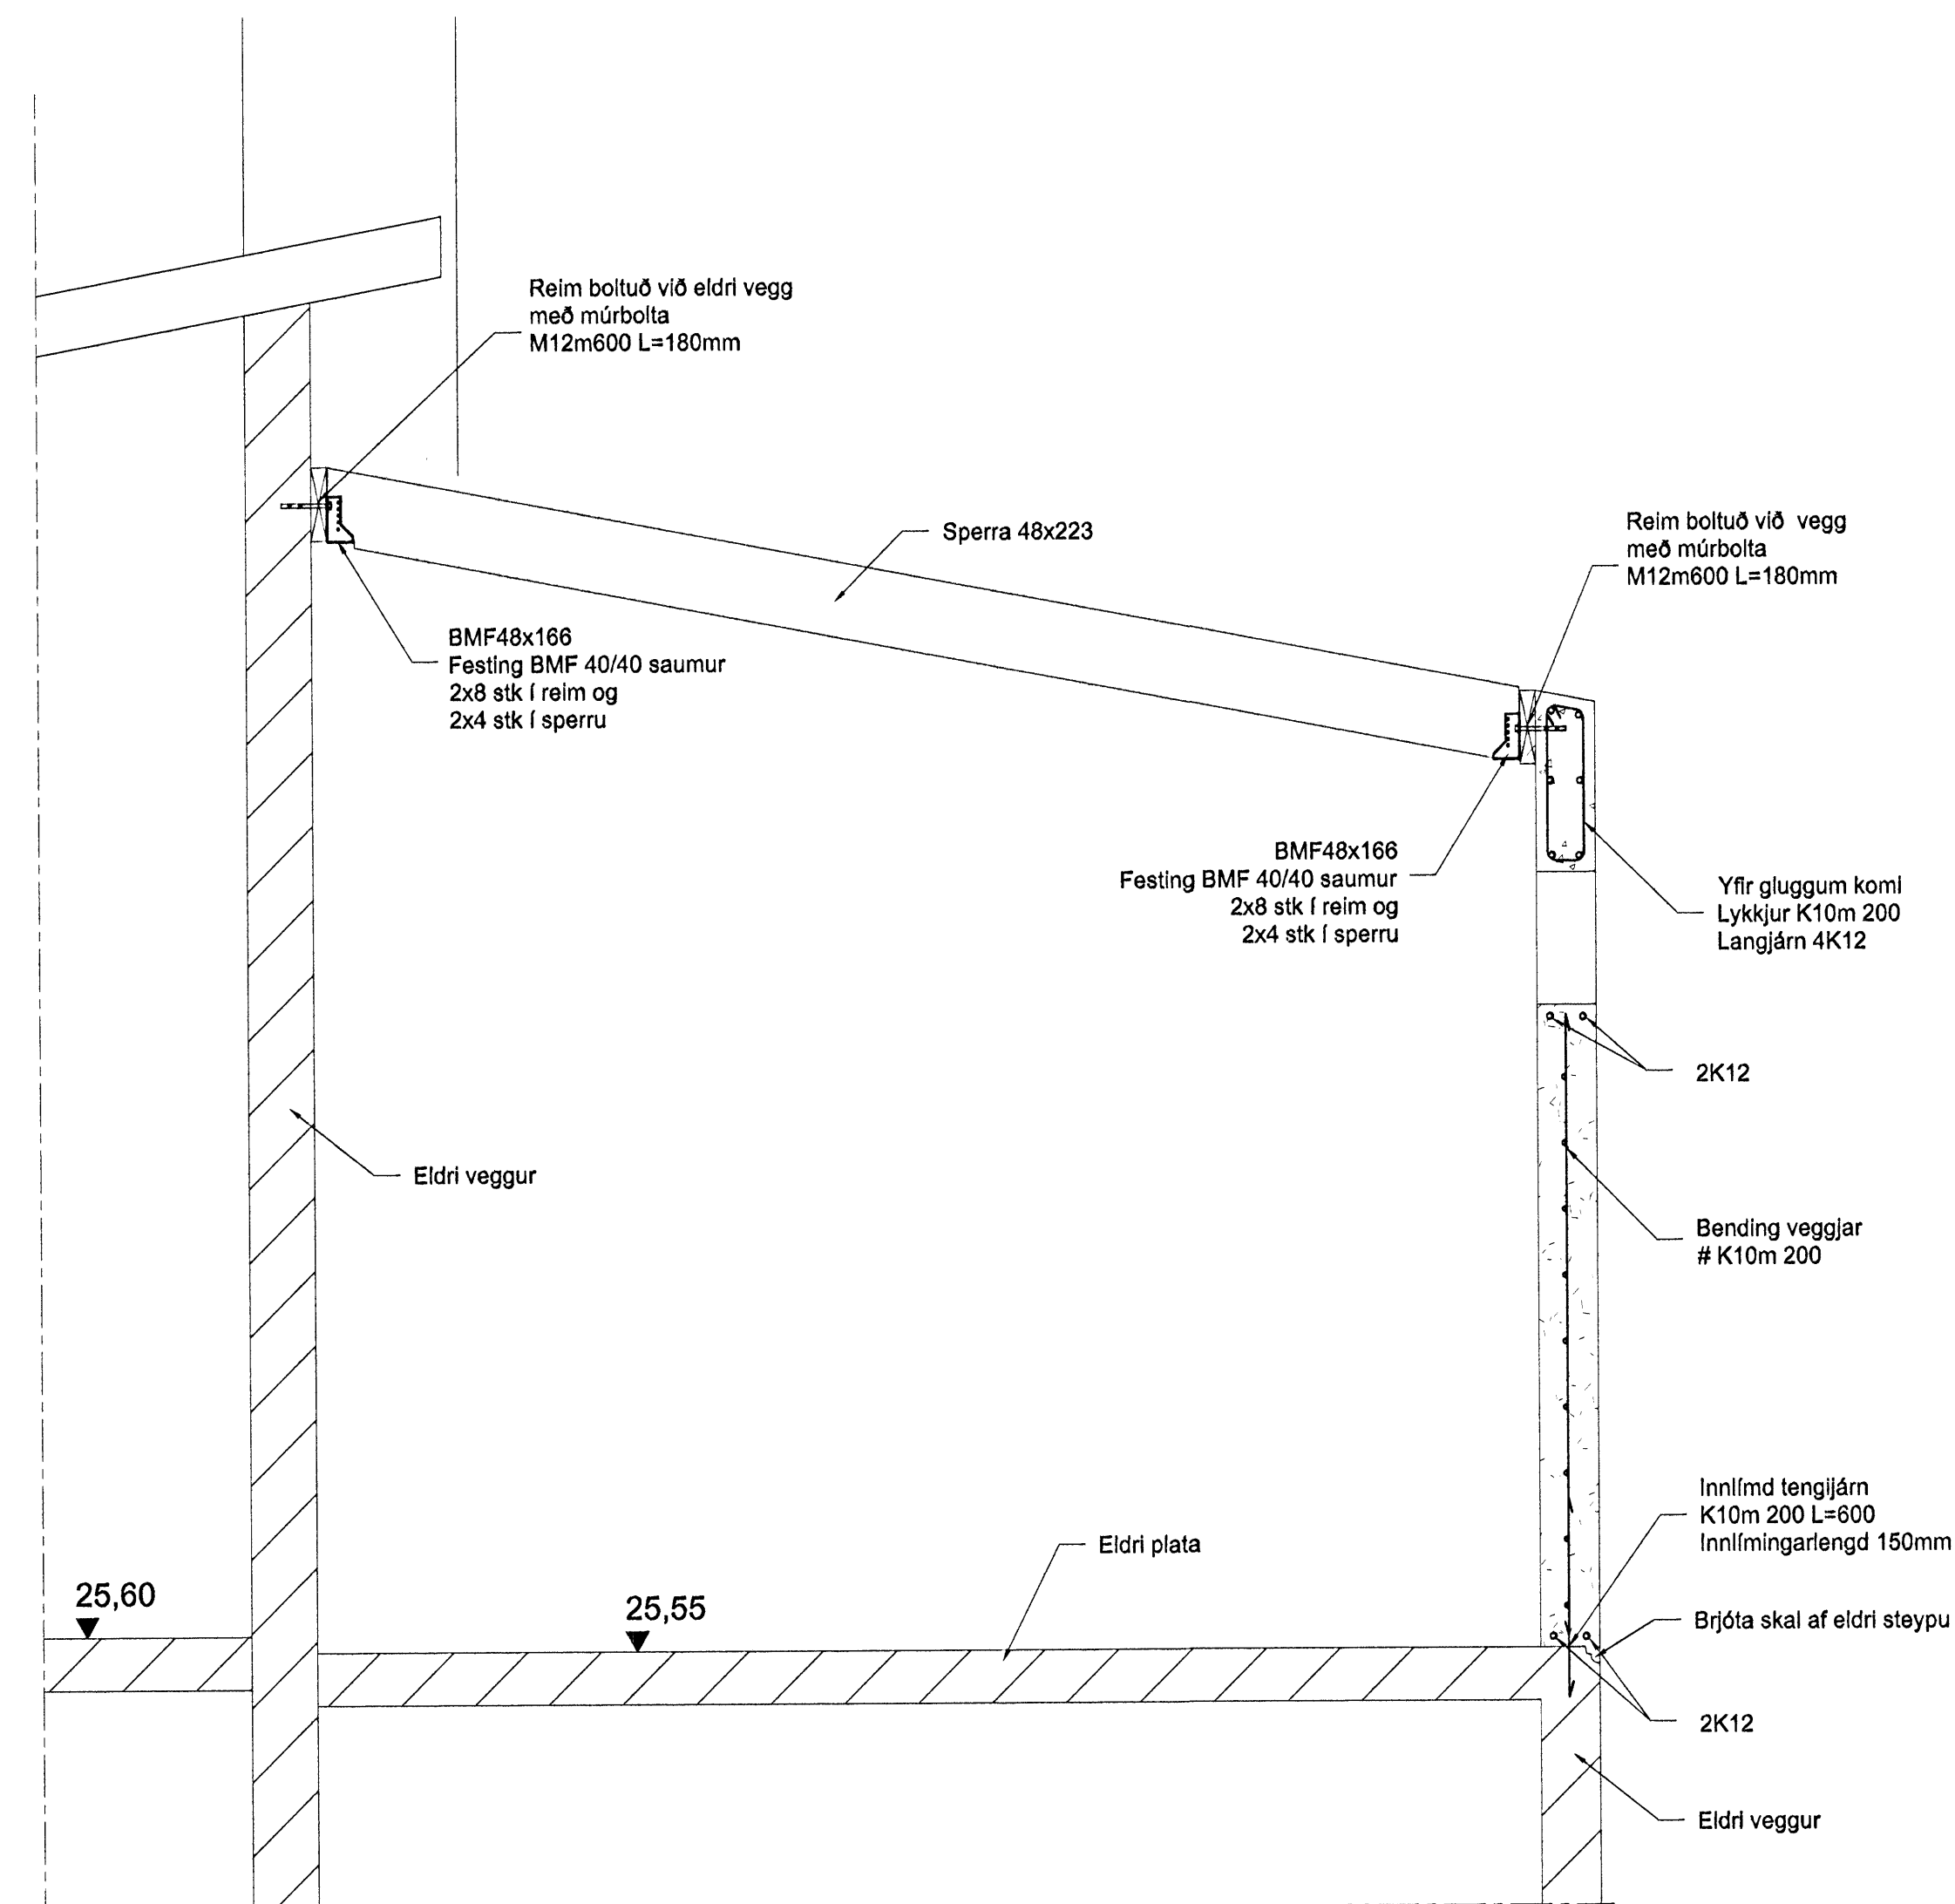 Reim boltuð við eldri vegg
með múrbolta
M12m600 L=180mm
Sperra 48x223
Reim boltuð við vegg
með múrbolta
M12m600 L=180mm
BMF48x166
Festing BMF 40/40 saumur
2x8 stk í reim og
2x4 stk í sperru
BMF48x166
Festing BMF 40/40 saumur
2x8 stk í reim og
2x4 stk í sperru
Yfir gluggum komi
Lykkjur K10m 200
Langjárn 4K12
2K12
Eldri veggur
Bending veggjar
# K10m 200
Innlímd tengijárn
K10m 200 L=600
Innlímingarlengd 150mm
Eldri plata
25,60
25,55
Brjóta skal af eldri steypu
2K12
Eldri veggur